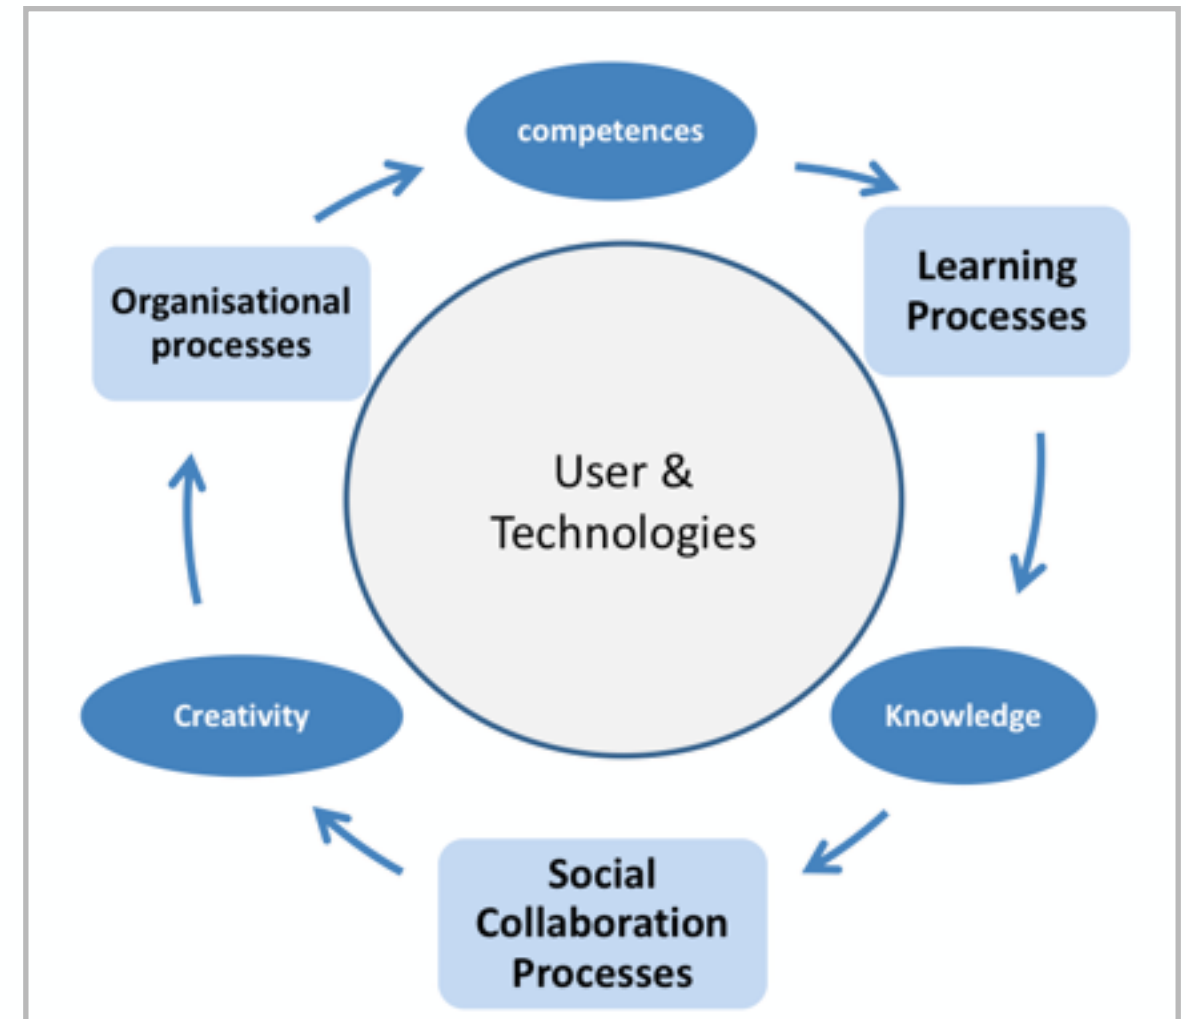 competences
Learning
Processes
Organisational
processes
User &
Technologies
Creativity
Knowledge
Social
Collaboration
Processes